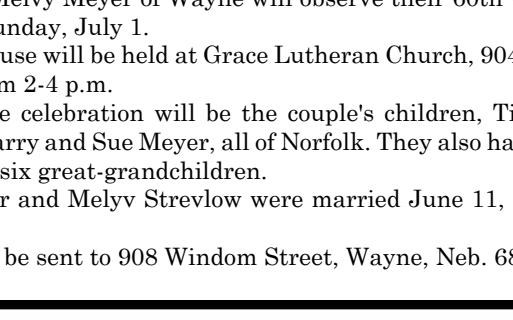 Melvy Meyer of Wayne will observe their 60th
unday, July 1.
use will be held at Grace Lutheran Church, 904
m 2-4 p.m.
e celebration will be the couple's children, Ti
arry and Sue Meyer, all of Norfolk. They also ha
six great-grandchildren.
r and Melyv Strevlow were married June 11,
be sent to 908 Windom Street, Wayne, Neb. 68